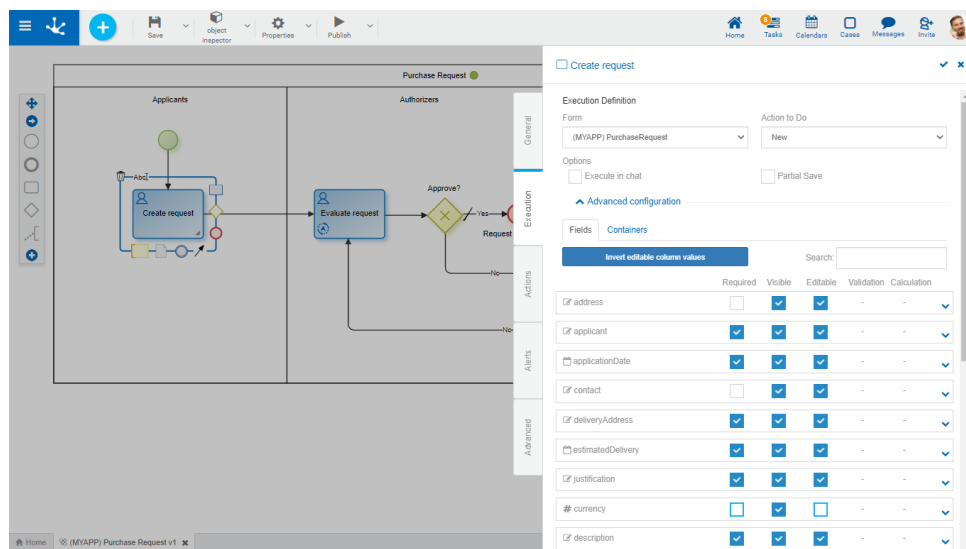 Save
object
inspector
Properties
Publish
Home
8
Tasks
Calendars
Cases
Messages
Invite
Purchase Request
Applicants
Authorizers
Abc
Create request
Evaluate request
Approve?
Yes
Request
No
No
General
Execution
Actions
Alerts
Advanced
Create request
Execution Definition
Form
Action to Do
(MYAPP) PurchaseRequest
New
Options
Execute in chat
Partial Save
Advanced configuration
Fields
Containers
Invert editable column values
Search:
Required Visible Editable Validation Calculation
address - -
applicant - -
applicationDate - -
contact - -
deliveryAddress - -
estimatedDelivery - -
justification - -
# currency - -
description - -
Home
(MYAPP) Purchase Request v1